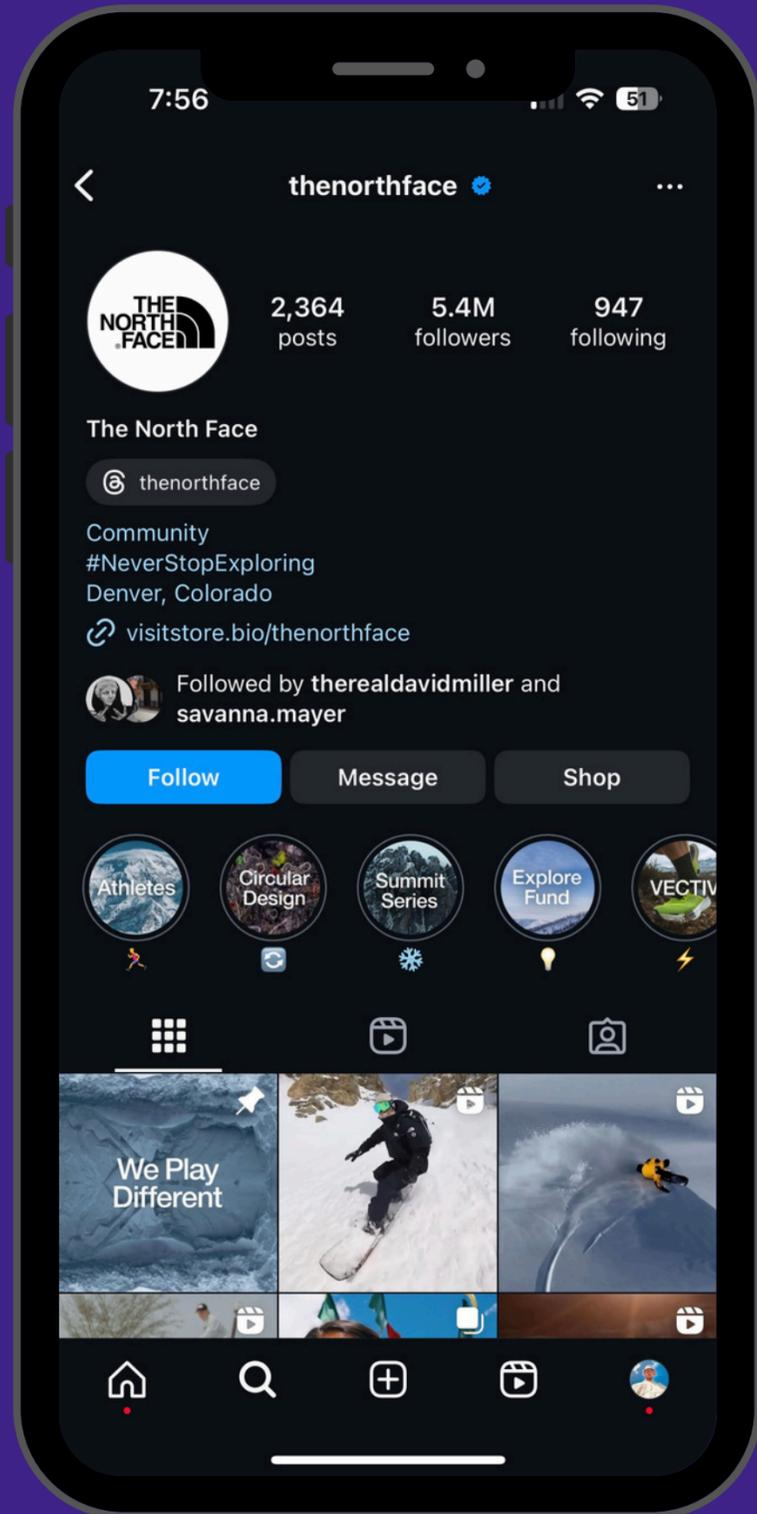 7:56
51
thenorthface
THE
NORTH
FACE
2,364
posts
5.4M
followers
947
following
The North Face
thenorthface
Community
#NeverStopExploring
Denver, Colorado
visitstore.bio/thenorthface
Followed by therealdavidmiller and
savanna.mayer
Follow
Message
Shop
Athletes
Circular
Design
Summit
Series
Explore
Fund
VECTIV
We Play
Different